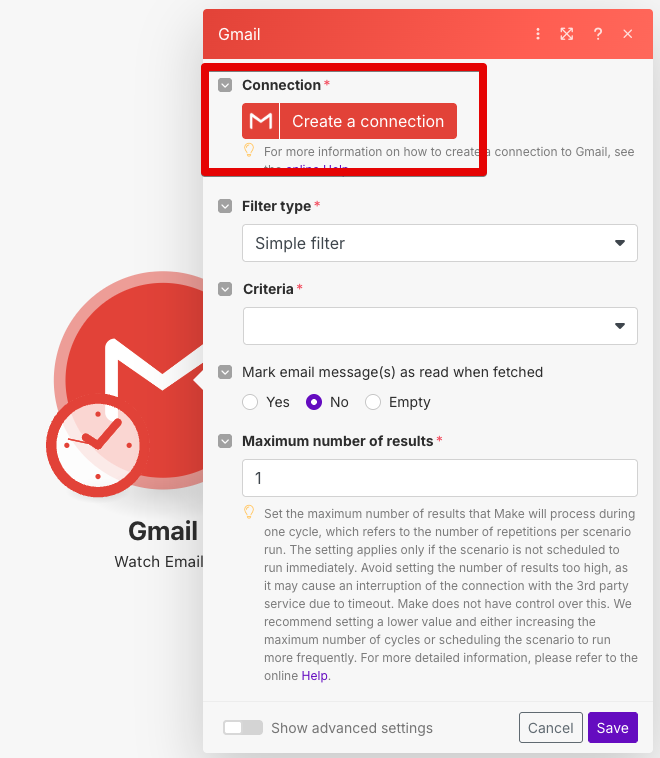 Gmail
Connection *
Create a connection
For more information on how to create a connection to Gmail, see
the online Help.
Filter type *
Simple filter
Criteria *
Mark email message(s) as read when fetched
Yes No Empty
Maximum number of results *
1
Set the maximum number of results that Make will process during
one cycle, which refers to the number of repetitions per scenario
run. The setting applies only if the scenario is not scheduled to
run immediately. Avoid setting the number of results too high, as
it may cause an interruption of the connection with the 3rd party
service due to timeout. Make does not have control over this. We
recommend setting a lower value and either increasing the
maximum number of cycles or scheduling the scenario to run
more frequently. For more detailed information, please refer to the
online Help.
Show advanced settings
Cancel
Save
Gmail
Watch Email